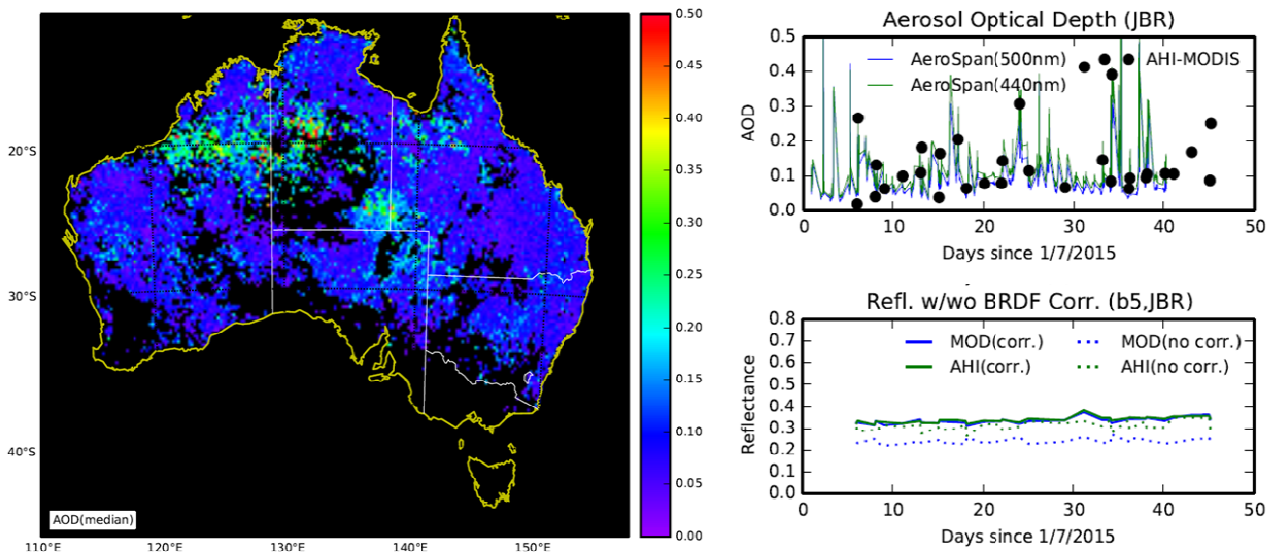 0.50
0.45
0.40
0.35
0.30
0.25
0.20
0.15
0.10
0.05
0.00
20°S
30°S
40°S
AOD(median)
110°E 120°E 130°E 140°E 150°E
Aerosol Optical Depth (JBR)
AOD
0.5
0.4
0.3
0.2
0.1
0.0
AeroSpan(500nm)
AeroSpan(440nm)
AHI-MODIS
0 10 20 30 40 50
Days since 1/7/2015
Refl. w/wo BRDF Corr. (b5,JBR)
Reflectance
0.8
0.7
0.6
0.5
0.4
0.3
0.2
0.1
0.0
MOD(corr.) MOD(no corr.)
AHI(corr.) AHI(no corr.)
0 10 20 30 40 50
Days since 1/7/2015